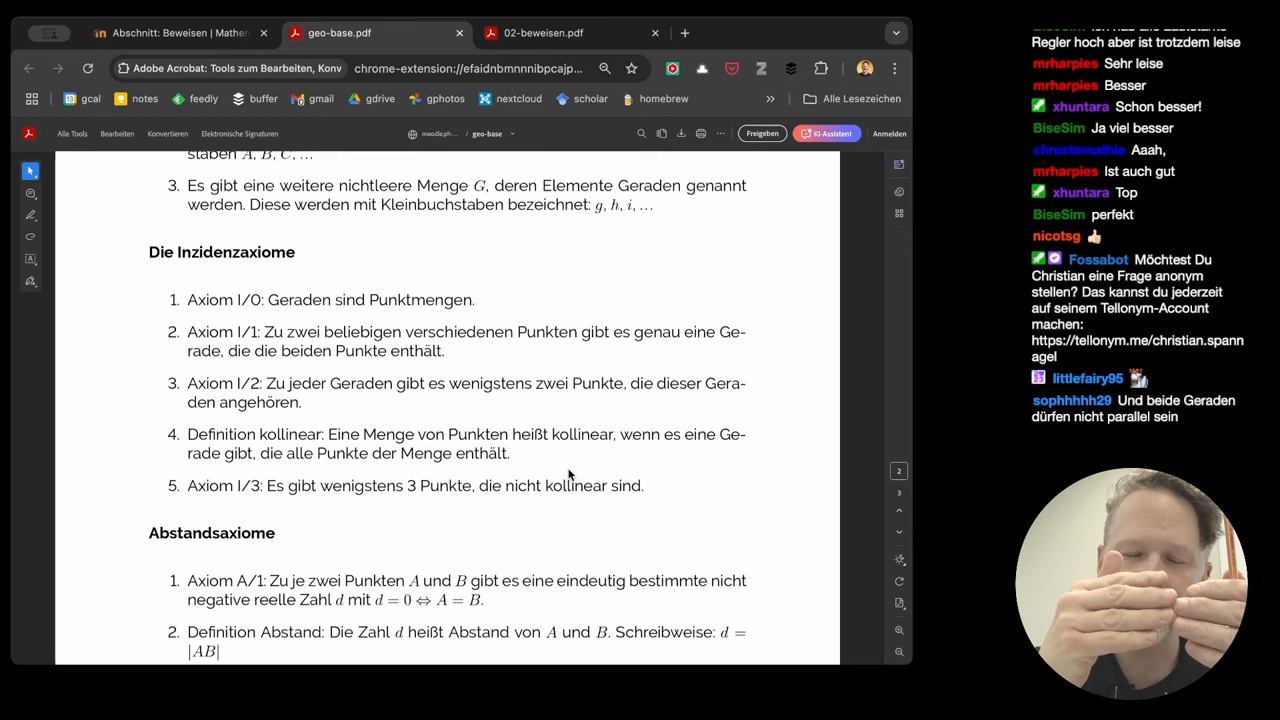 Abschnitt: Beweisen | Mathem
geo-base.pdf
02-beweisen.pdf
Adobe Acrobat: Tools zum Bearbeiten, Konv
chrome-extension://efaidnbmnnnibpcajp...
gcal
notes
feedly
buffer
gmail
gdrive
gphotos
nextcloud
scholar
homebrew
Alle Lesezeichen
Alle Tools
Bearbeiten
Konvertieren
Elektronische Signaturen
moodle.ph-... / geo-base
Freigeben
KI-Assistent
Anmelden
staben A, B, C, ...
3. Es gibt eine weitere nichtleere Menge G, deren Elemente Geraden genannt
werden. Diese werden mit Kleinbuchstaben bezeichnet: g, h, i, ...
Die Inzidenzaxiome
1. Axiom I/0: Geraden sind Punktmengen.
2. Axiom I/1: Zu zwei beliebigen verschiedenen Punkten gibt es genau eine Ge-
rade, die die beiden Punkte enthält.
3. Axiom I/2: Zu jeder Geraden gibt es wenigstens zwei Punkte, die dieser Gera-
den angehören.
4. Definition kollinear: Eine Menge von Punkten heißt kollinear, wenn es eine Ge-
rade gibt, die alle Punkte der Menge enthält.
5. Axiom I/3: Es gibt wenigstens 3 Punkte, die nicht kollinear sind.
Abstandsaxiome
1. Axiom A/1: Zu je zwei Punkten A und B gibt es eine eindeutig bestimmte nicht
negative reelle Zahl d mit d = 0 ⇔ A = B.
2. Definition Abstand: Die Zahl d heißt Abstand von A und B. Schreibweise: d =
|AB|
2
3
Regler hoch aber ist trotzdem leise
mrharpies Sehr leise
mrharpies Besser
xhuntara Schon besser!
BiseSim Ja viel besser
chrestomathie Aaah,
mrharpies Ist auch gut
xhuntara Top
BiseSim perfekt
nicotsg 👍🏻
Fossabot Möchtest Du
Christian eine Frage anonym
stellen? Das kannst du jederzeit
auf seinem Tellonym-Account
machen:
https://tellonym.me/christian.spann
agel
littlefairy95
sophhhhh29 Und beide Geraden
dürfen nicht parallel sein